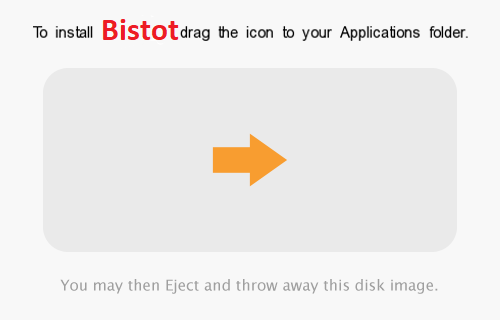 To install Bistot drag the icon to your Applications folder.
You may then Eject and throw away this disk image.